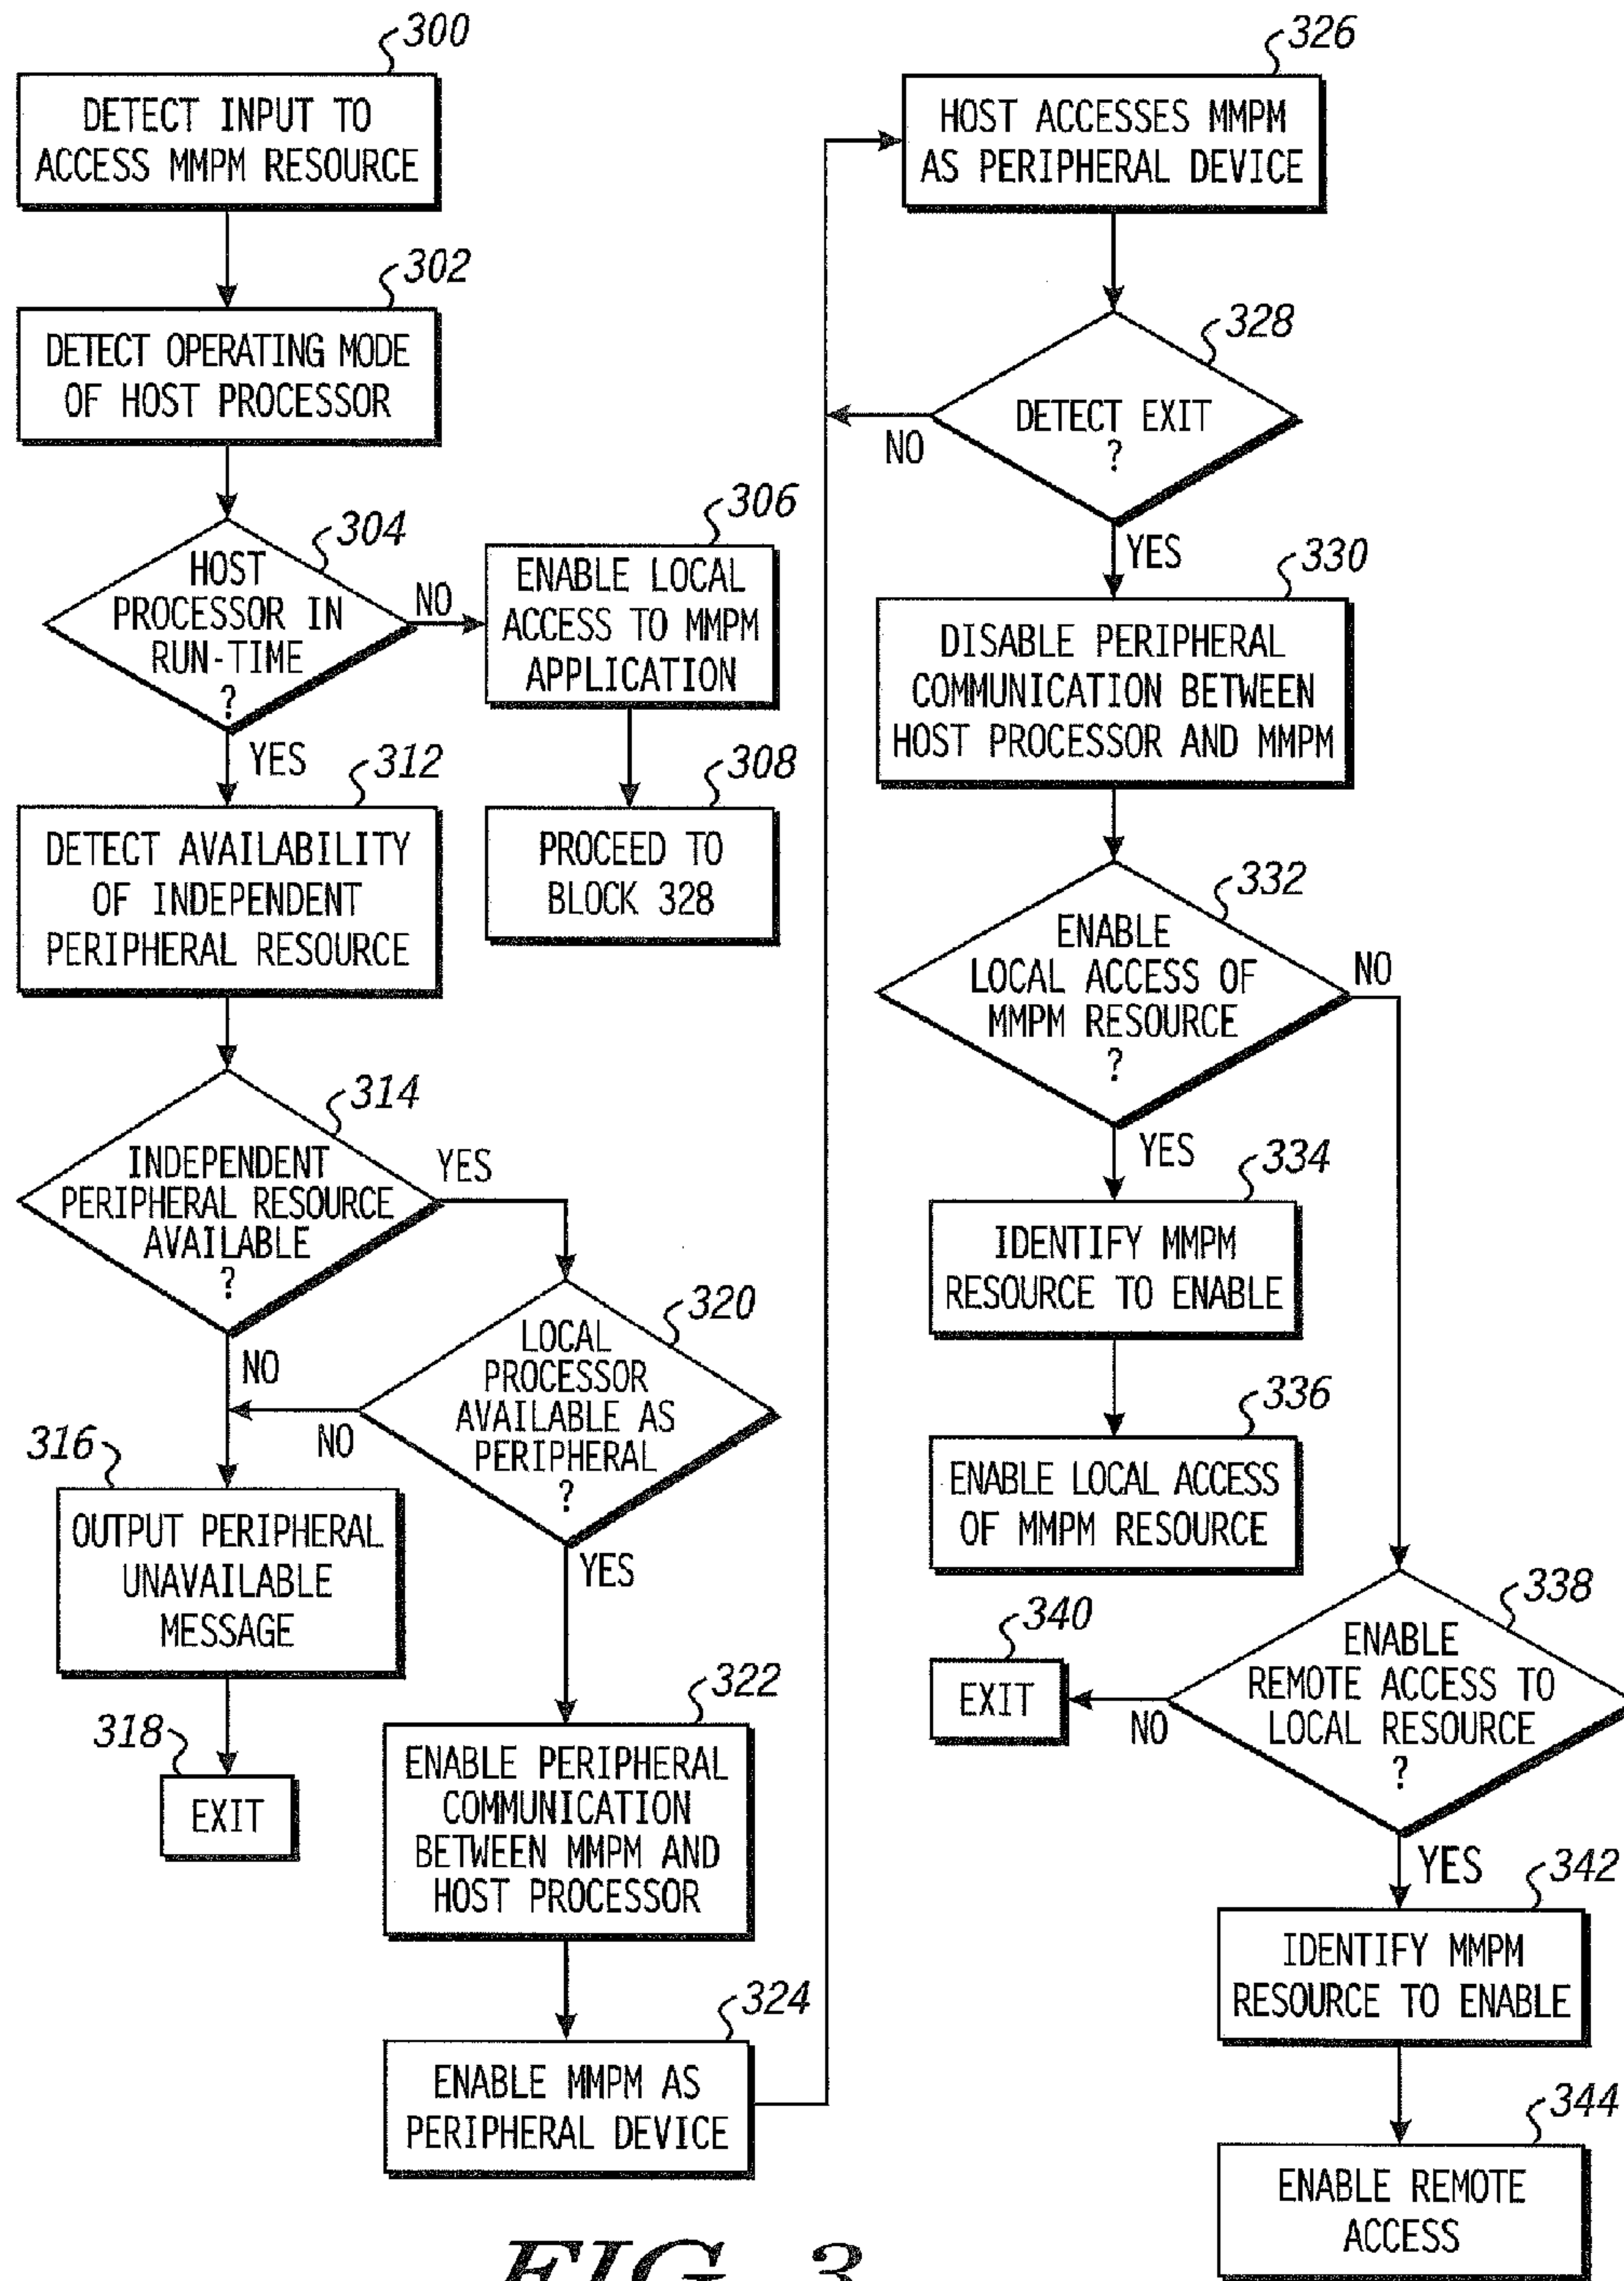 300
DETECT INPUT TO
ACCESS MMPM RESOURCE
302
DETECT OPERATING MODE
OF HOST PROCESSOR
304
HOST
PROCESSOR IN
RUN-TIME
?
NO
YES
306
ENABLE LOCAL
ACCESS TO MMPM
APPLICATION
308
PROCEED TO
BLOCK 328
312
DETECT AVAILABILITY
OF INDEPENDENT
PERIPHERAL RESOURCE
314
INDEPENDENT
PERIPHERAL RESOURCE
AVAILABLE
?
YES
NO
320
LOCAL
PROCESSOR
AVAILABLE AS
PERIPHERAL
?
NO
YES
316
OUTPUT PERIPHERAL
UNAVAILABLE
MESSAGE
318
EXIT
322
ENABLE PERIPHERAL
COMMUNICATION
BETWEEN MMPM AND
HOST PROCESSOR
324
ENABLE MMPM AS
PERIPHERAL DEVICE
326
HOST ACCESSES MMPM
AS PERIPHERAL DEVICE
328
DETECT EXIT
?
NO
YES
330
DISABLE PERIPHERAL
COMMUNICATION BETWEEN
HOST PROCESSOR AND MMPM
332
ENABLE
LOCAL ACCESS OF
MMPM RESOURCE
?
NO
YES
334
IDENTIFY MMPM
RESOURCE TO ENABLE
336
ENABLE LOCAL ACCESS
OF MMPM RESOURCE
338
ENABLE
REMOTE ACCESS TO
LOCAL RESOURCE
?
NO
340
EXIT
YES
342
IDENTIFY MMPM
RESOURCE TO ENABLE
344
ENABLE REMOTE
ACCESS
FIG. 3